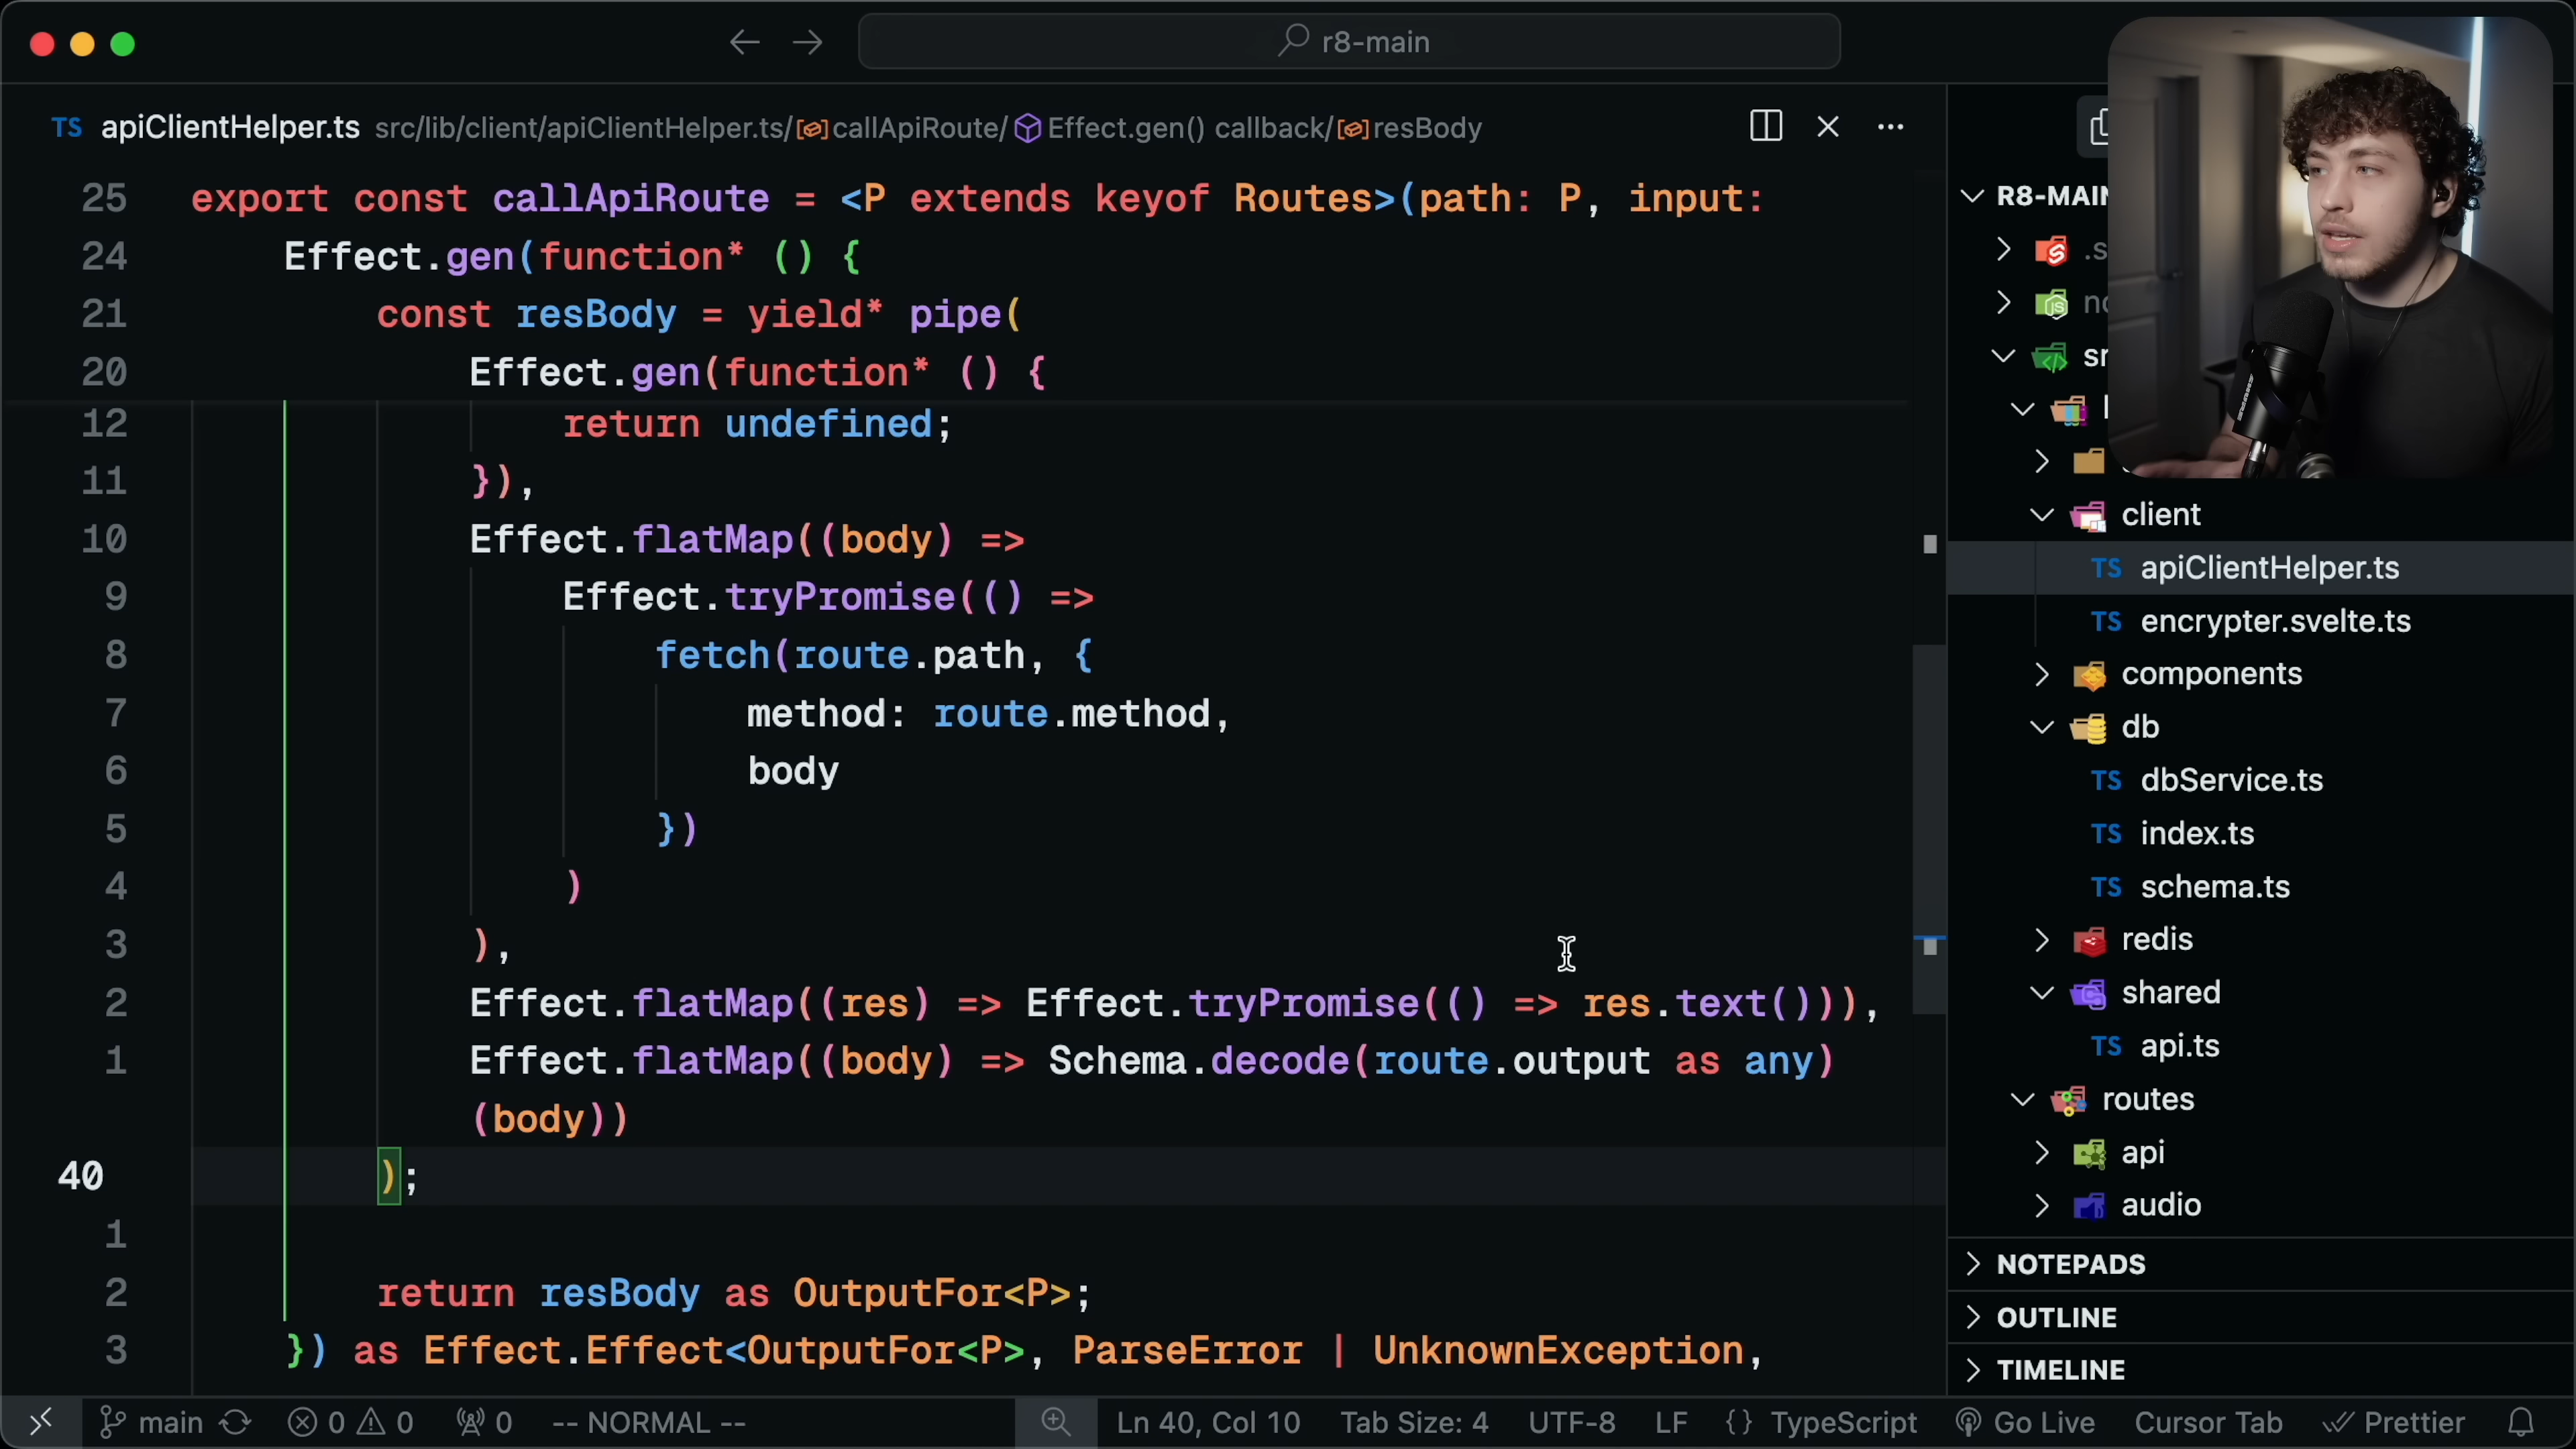 r8-main
TS apiClientHelper.ts src/lib/client/apiClientHelper.ts/callApiRoute/Effect.gen() callback/resBody
25 export const callApiRoute = <P extends keyof Routes>(path: P, input:
24 Effect.gen(function* () {
21 const resBody = yield* pipe(
20 Effect.gen(function* () {
12 return undefined;
11 }),
10 Effect.flatMap((body) =>
9 Effect.tryPromise(() =>
8 fetch(route.path, {
7 method: route.method,
6 body
5 })
4 )
3 ),
2 Effect.flatMap((res) => Effect.tryPromise(() => res.text())),
1 Effect.flatMap((body) => Schema.decode(route.output as any)
(body))
40 );
1
2 return resBody as OutputFor<P>;
3 }) as Effect.Effect<OutputFor<P>, ParseError | UnknownException,
R8-MAIN
client
TS apiClientHelper.ts
TS encrypter.svelte.ts
components
db
TS dbService.ts
TS index.ts
TS schema.ts
redis
shared
TS api.ts
routes
api
audio
NOTEPADS
OUTLINE
TIMELINE
main 0 0 0 -- NORMAL -- Ln 40, Col 10 Tab Size: 4 UTF-8 LF {} TypeScript Go Live Cursor Tab Prettier